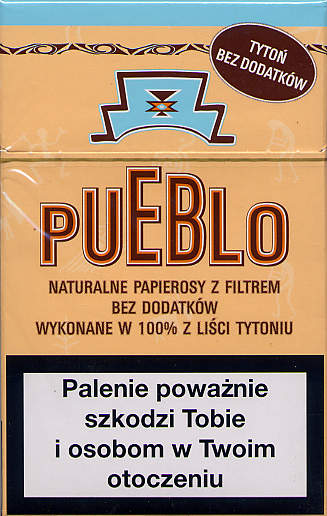 TYTOŃ
BEZ DODATKÓW
PUEBLO
NATURALNE PAPIEROSY Z FILTREM
BEZ DODATKÓW
WYKONANE W 100% Z LIŚCI TYTONIU
Palenie poważnie
szkodzi Tobie
i osobom w Twoim
otoczeniu